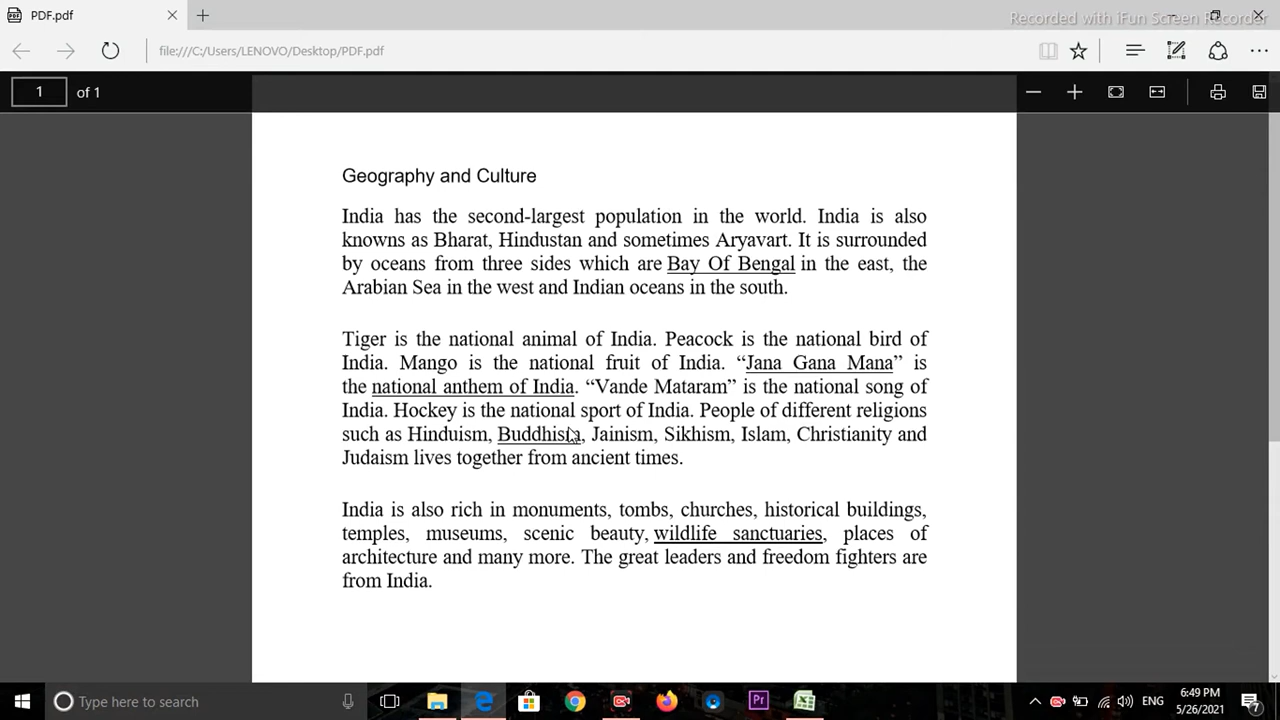 PDF.pdf
Recorded with iFun Screen Recorder
file:///C:/Users/LENOVO/Desktop/PDF.pdf
1 of 1
Geography and Culture
India has the second-largest population in the world. India is also
knowns as Bharat, Hindustan and sometimes Aryavart. It is surrounded
by oceans from three sides which are Bay Of Bengal in the east, the
Arabian Sea in the west and Indian oceans in the south.
Tiger is the national animal of India. Peacock is the national bird of
India. Mango is the national fruit of India. “Jana Gana Mana” is
the national anthem of India. “Vande Mataram” is the national song of
India. Hockey is the national sport of India. People of different religions
such as Hinduism, Buddhism, Jainism, Sikhism, Islam, Christianity and
Judaism lives together from ancient times.
India is also rich in monuments, tombs, churches, historical buildings,
temples, museums, scenic beauty, wildlife sanctuaries, places of
architecture and many more. The great leaders and freedom fighters are
from India.
Type here to search
Pr
ENG
6:49 PM
5/26/2021
7